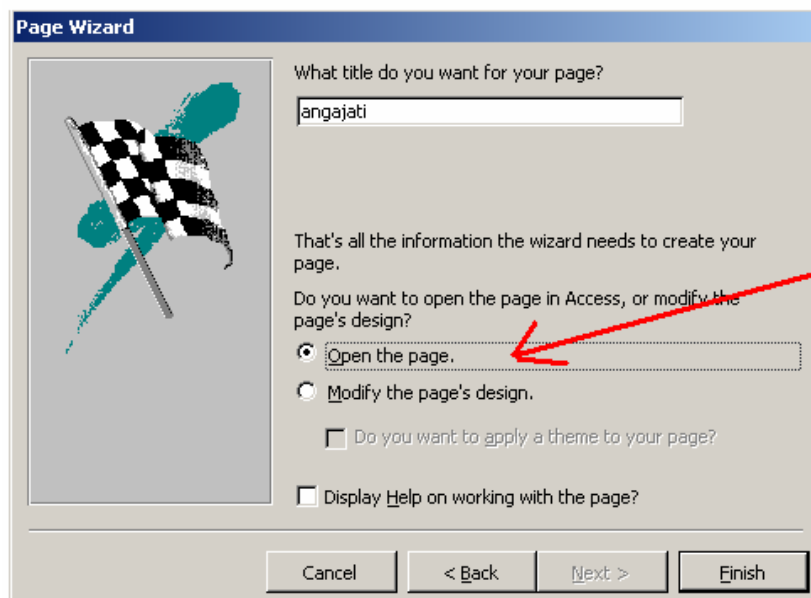 Page Wizard
What title do you want for your page?
angajati
That's all the information the wizard needs to create your
page.
Do you want to open the page in Access, or modify the
page's design?
Open the page.
Modify the page's design.
Do you want to apply a theme to your page?
Display Help on working with the page?
Cancel
< Back
Next >
Finish